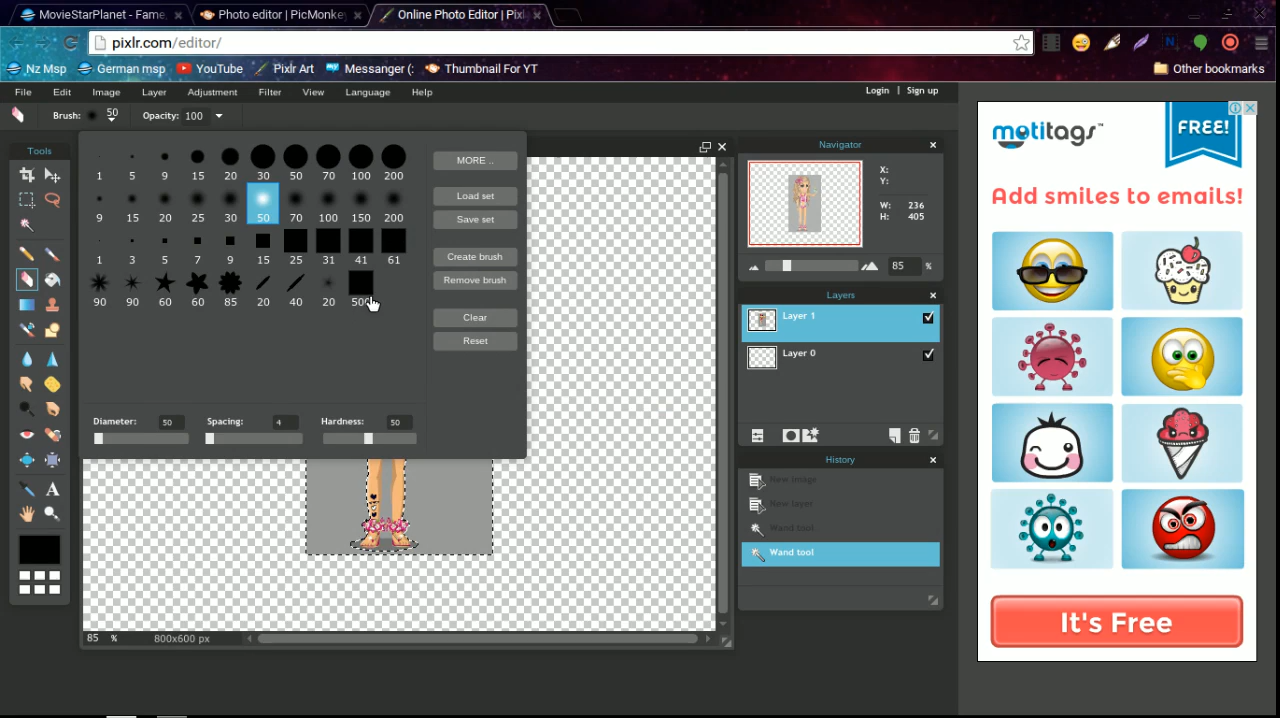 MovieStarPlanet - Fame,
Photo editor | PicMonkey
Online Photo Editor | Pixl
pixlr.com/editor/
Nz Msp
German msp
YouTube
Pixlr Art
Messanger (:
Thumbnail For YT
Other bookmarks
File Edit Image Layer Adjustment Filter View Language Help
Login | Sign up
Brush: 50 Opacity: 100
Tools
1 5 9 15 20 30 50 70 100 200
9 15 20 25 30 50 70 100 150 200
1 3 5 7 9 15 25 31 41 61
90 90 60 60 85 20 40 20 500
MORE ..
Load set
Save set
Create brush
Remove brush
Clear
Reset
Diameter: 50 Spacing: 4 Hardness: 50
85 % 800x600 px
Navigator
X:
Y:
W: 236
H: 405
85 %
Layers
Layer 1
Layer 0
History
New image
New layer
Wand tool
Wand tool
motitags™
FREE!
Add smiles to emails!
It's Free